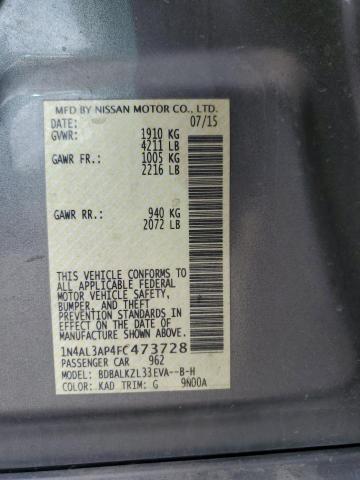 MFD BY NISSAN MOTOR CO., LTD.
DATE: 07/15
GVWR: 1910 KG
4211 LB
GAWR FR.: 1005 KG
2216 LB
GAWR RR.: 940 KG
2072 LB
THIS VEHICLE CONFORMS TO
ALL APPLICABLE FEDERAL
MOTOR VEHICLE SAFETY,
BUMPER, AND THEFT
PREVENTION STANDARDS
IN EFFECT ON THE DATE OF
MANUFACTURE SHOWN ABOVE.
1N4AL3AP4FC473728
PASSENGER CAR 962
MODEL: BDBALKZL33EVA--B-H
COLOR: KAD TRIM: G 9N00A